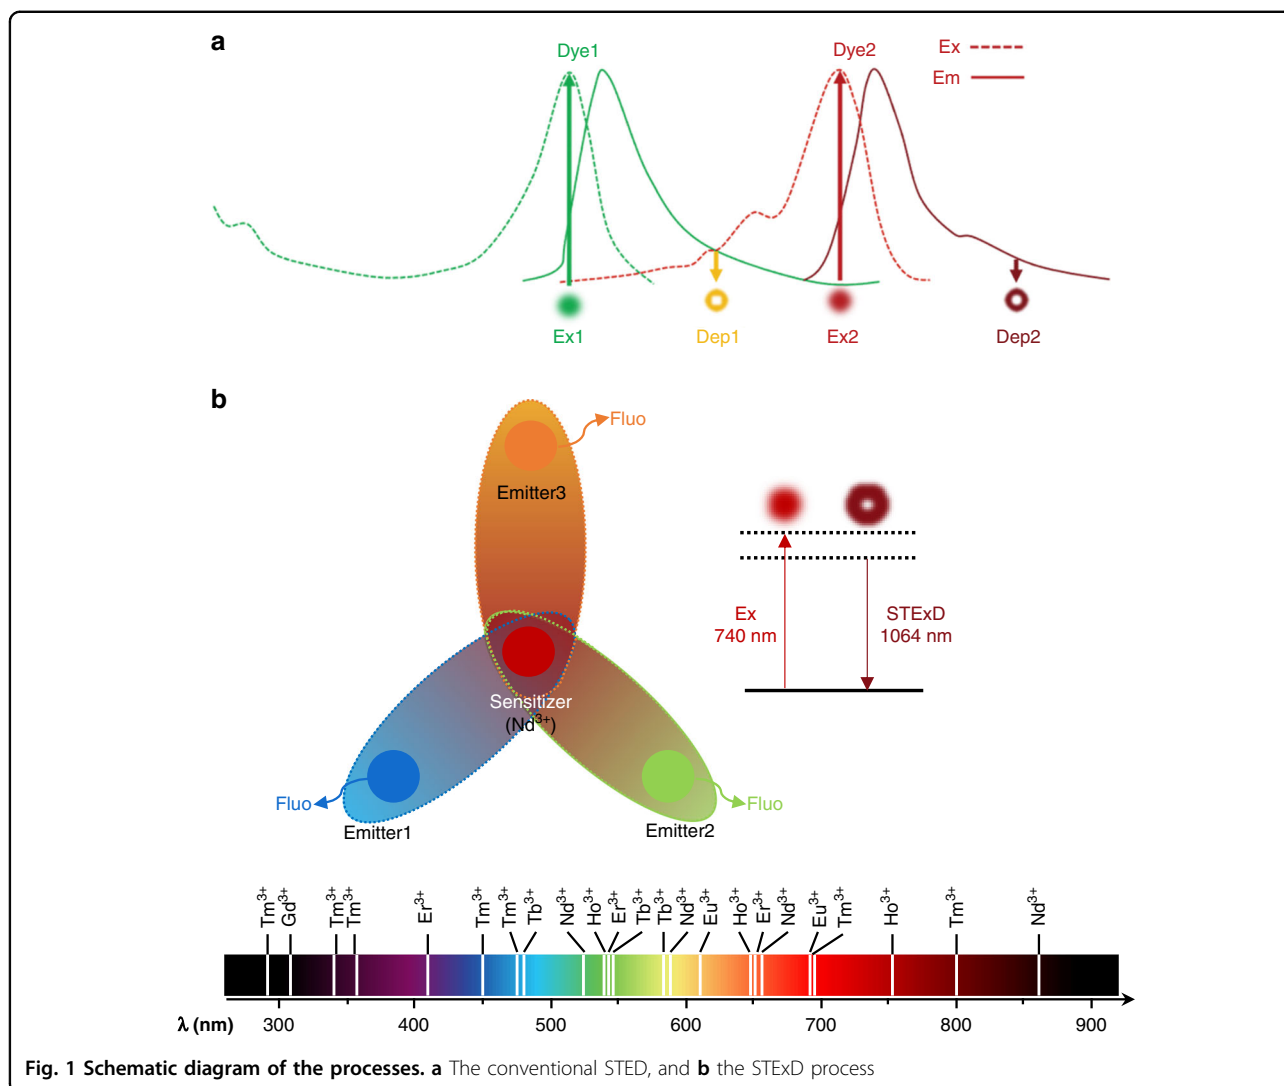 a
Dye1
Dye2
Ex
Em
Ex1
Dep1
Ex2
Dep2
b
Fluo
Emitter3
Sensitizer
(Nd³⁺)
Fluo
Emitter1
Fluo
Emitter2
Ex
740 nm
STExD
1064 nm
Tm³⁺ Gd³⁺ Tm³⁺ Tm³⁺ Er³⁺ Tm³⁺ Tm³⁺ Tb³⁺ Nd³⁺ Ho³⁺ Er³⁺ Tb³⁺ Tb³⁺ Nd³⁺ Eu³⁺ Ho³⁺ Er³⁺ Nd³⁺ Eu³⁺ Tm³⁺ Ho³⁺ Tm³⁺ Nd³⁺
λ (nm) 300 400 500 600 700 800 900
Fig. 1 Schematic diagram of the processes. a The conventional STED, and b the STExD process